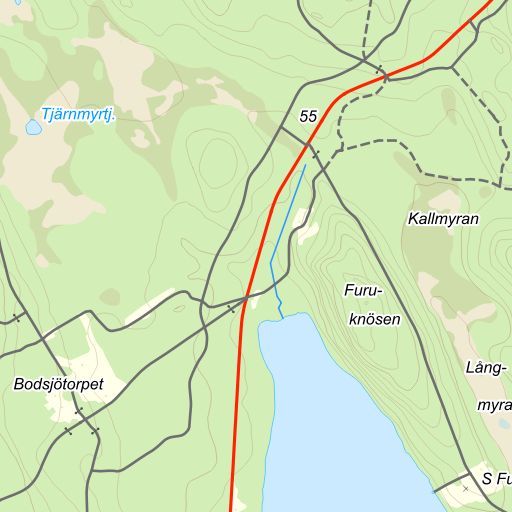 Tjärnmyrtj.
55
Kallmyran
Furu-
knösen
Lång-
myra
Bodsjötorpet
S Fu